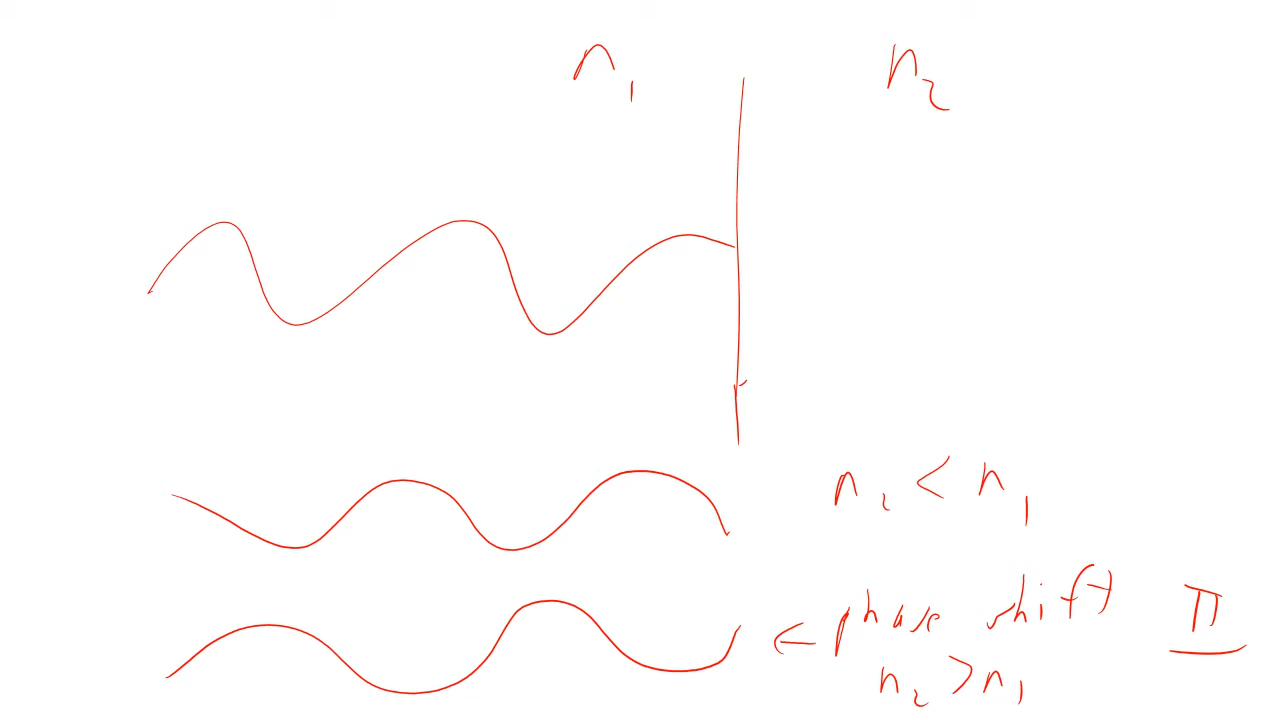 n₁ n₂
n₂ < n₁
← phase shift π
n₂ > n₁